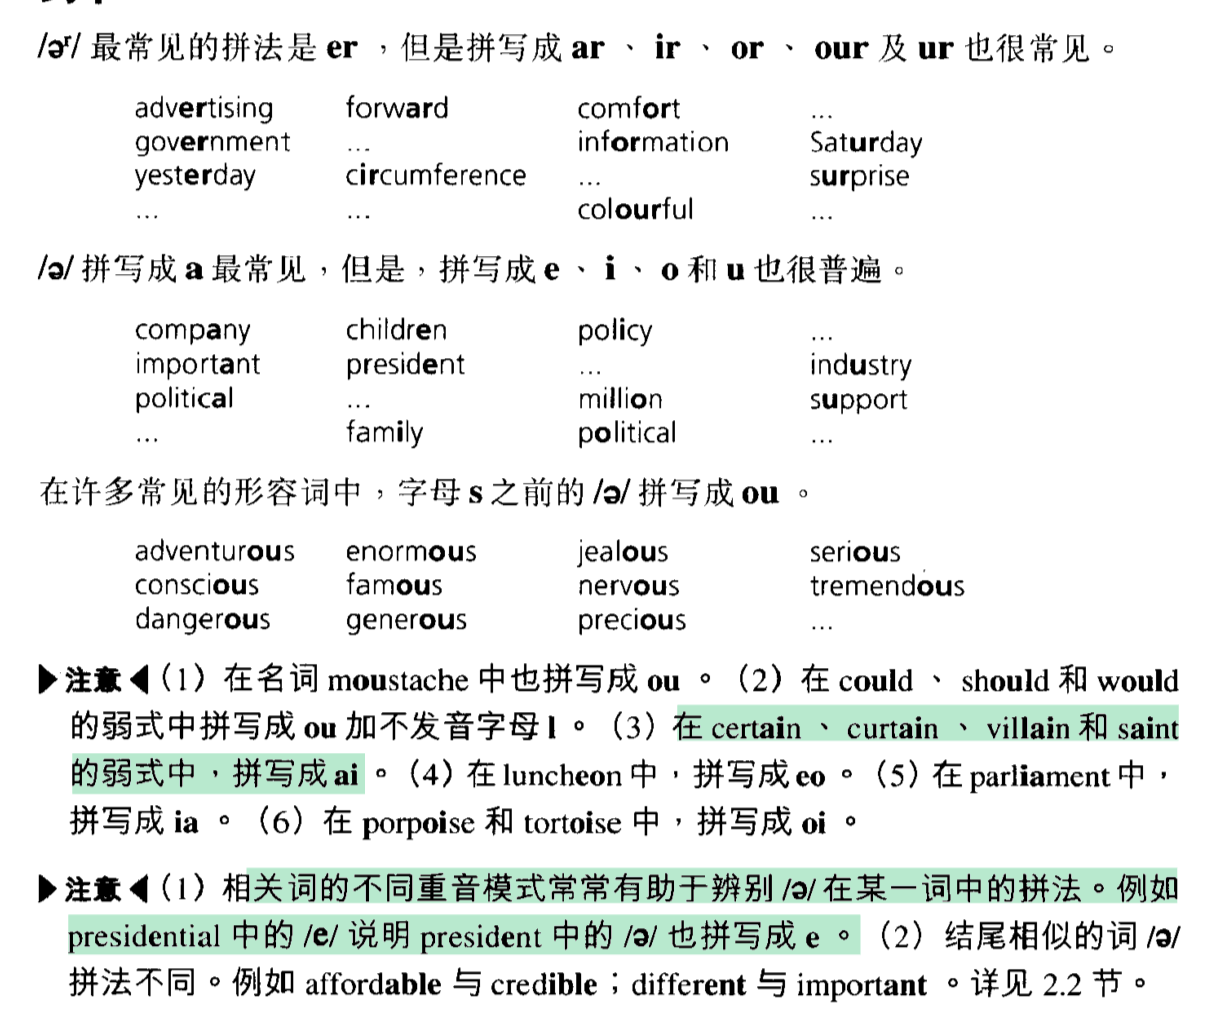 /əʳ/ 最常见的拼法是 er ，但是拼写成 ar 、 ir 、 or 、 our 及 ur 也很常见。
advertising forward comfort ...
government ... information Saturday
yesterday circumference ... surprise
... ... colourful ...
/ə/ 拼写成 a 最常见，但是，拼写成 e 、 i 、 o 和 u 也很普遍。
company children policy ...
important president ... industry
political ... million support
... family political ...
在许多常见的形容词中，字母 s 之前的 /ə/ 拼写成 ou 。
adventurous enormous jealous serious
conscious famous nervous tremendous
dangerous generous precious ...
▶注意◀（1）在名词 moustache 中也拼写成 ou 。（2）在 could 、 should 和 would
的弱式中拼写成 ou 加不发音字母 l 。（3）在 certain 、 curtain 、 villain 和 saint
的弱式中，拼写成 ai 。（4）在 luncheon 中，拼写成 eo 。（5）在 parliament 中，
拼写成 ia 。（6）在 porpoise 和 tortoise 中，拼写成 oi 。
▶注意◀（1）相关词的不同重音模式常常有助于辨别 /ə/ 在某一词中的拼法。例如
presidential 中的 /e/ 说明 president 中的 /ə/ 也拼写成 e 。（2）结尾相似的词 /ə/
拼法不同。例如 affordable 与 credible；different 与 important 。详见 2.2 节。